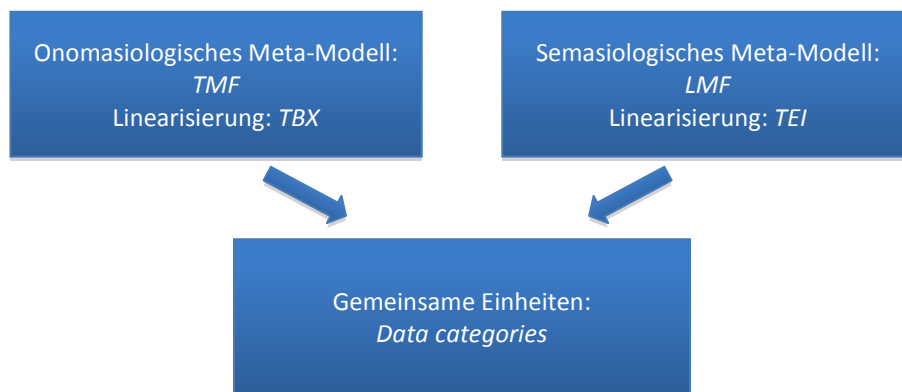 Onomasiologisches Meta-Modell:
TMF
Linearisierung: TBX
Semasiologisches Meta-Modell:
LMF
Linearisierung: TEI
Gemeinsame Einheiten:
Data categories